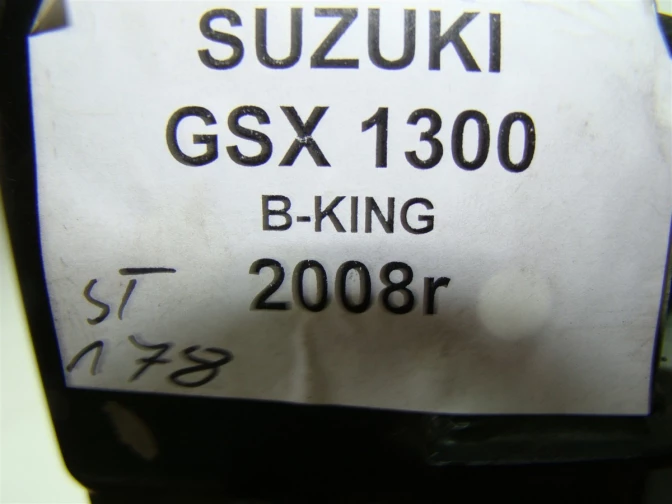 SUZUKI
GSX 1300
B-KING
2008r
ST
178